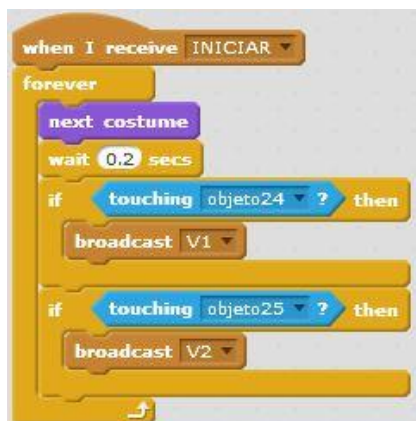 when I receive INICIAR
forever
next costume
wait 0.2 secs
if touching objeto24 ? then
broadcast V1
if touching objeto25 ? then
broadcast V2